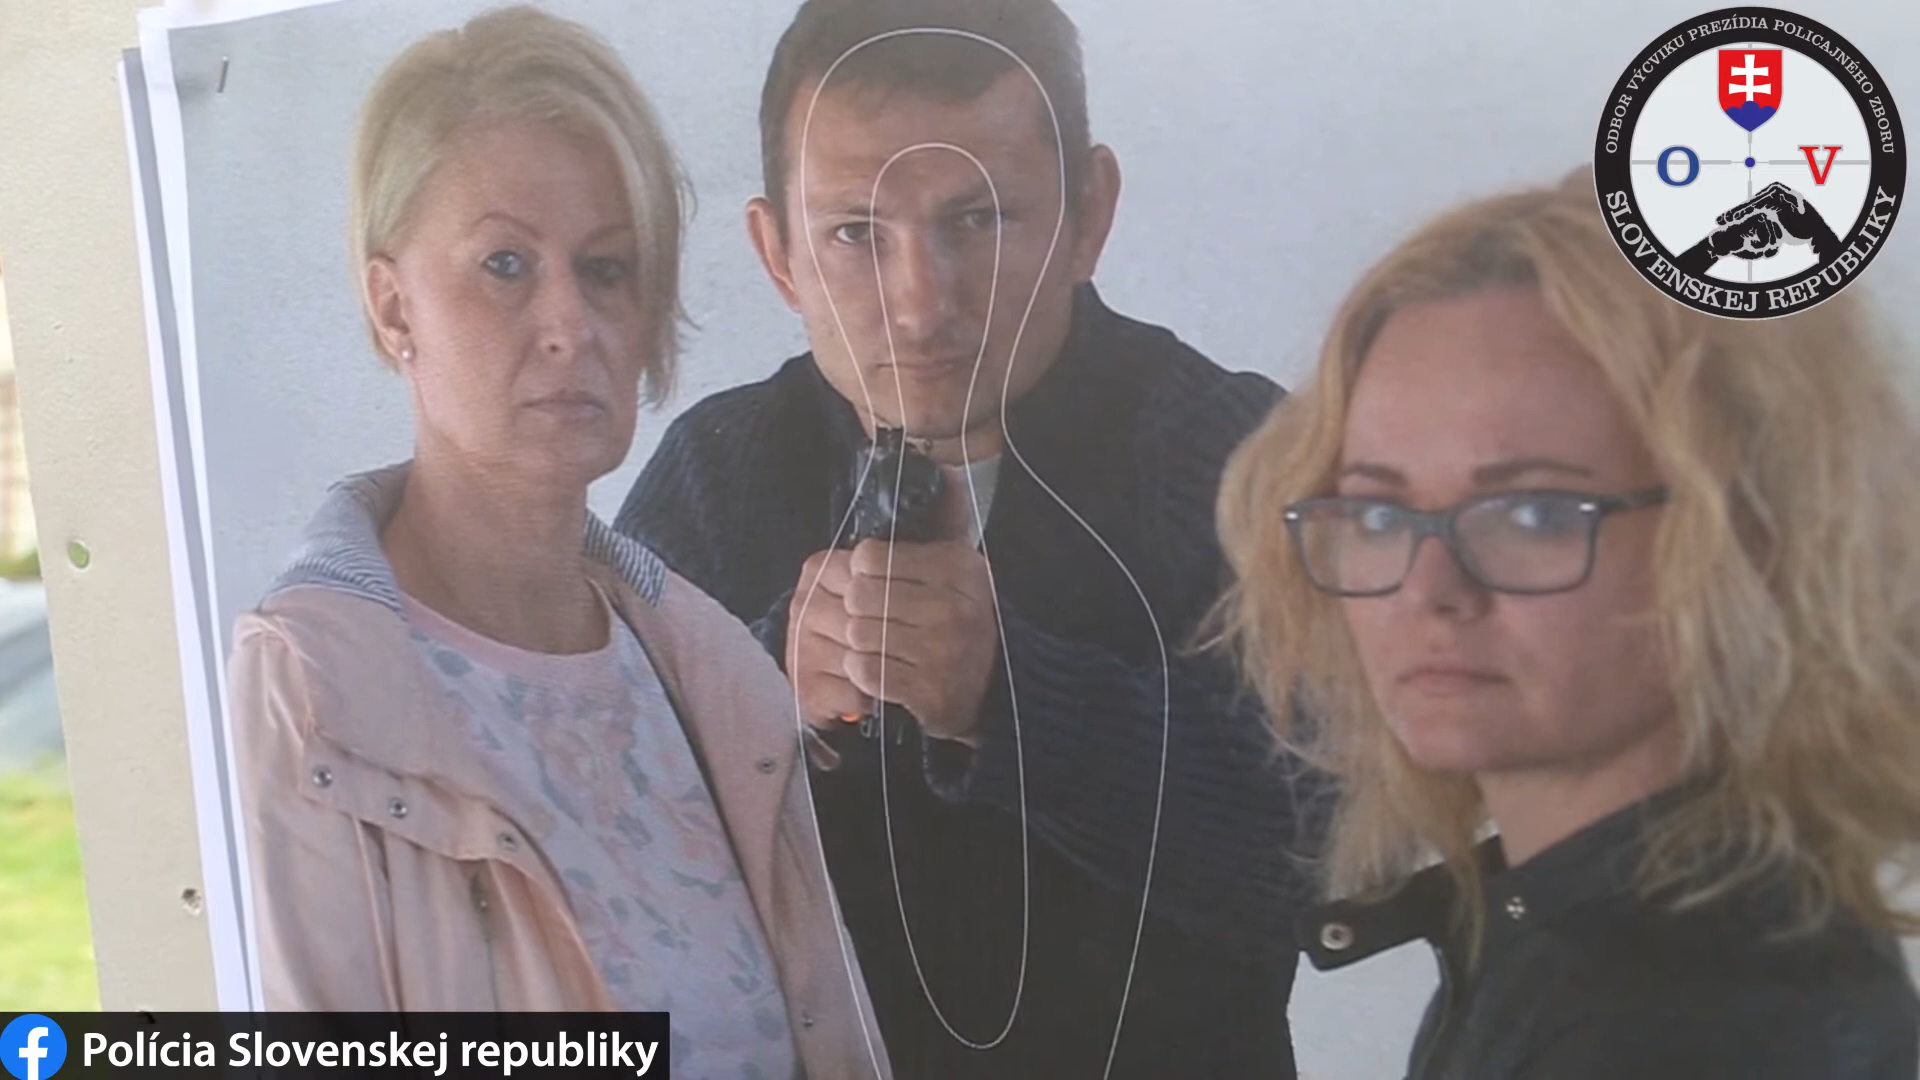 ODBOR VÝCVIKU PREZÍDIA POLICAJNÉHO ZBORU
O V
SLOVENSKEJ REPUBLIKY
Polícia Slovenskej republiky